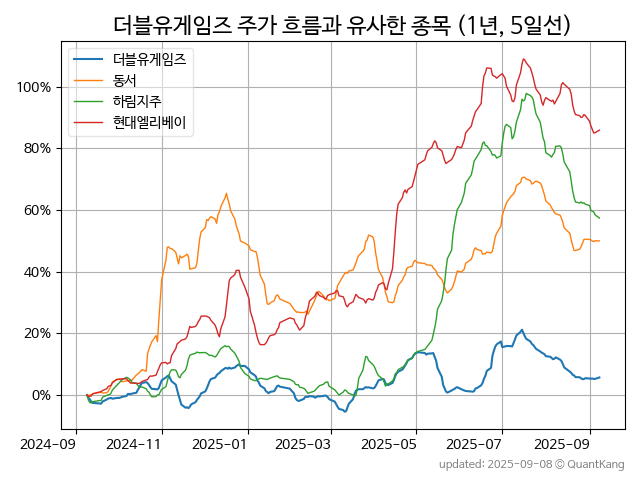 더블유게임즈 주가 흐름과 유사한 종목 (1년, 5일선)
더블유게임즈
동서
하림지주
현대엘리베이
100%
80%
60%
40%
20%
0%
2024-09 2024-11 2025-01 2025-03 2025-05 2025-07 2025-09
updated: 2025-09-08 © QuantKang